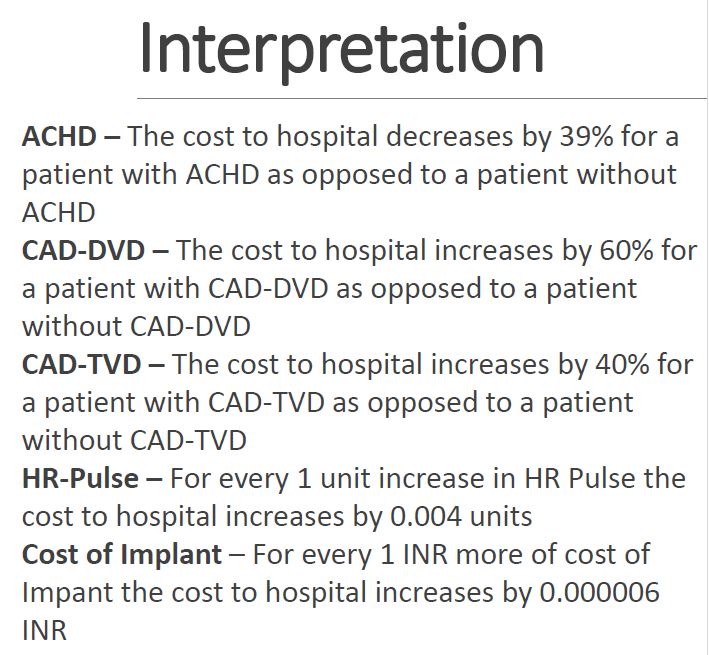 Interpretation
ACHD – The cost to hospital decreases by 39% for a
patient with ACHD as opposed to a patient without
ACHD
CAD-DVD – The cost to hospital increases by 60% for
a patient with CAD-DVD as opposed to a patient
without CAD-DVD
CAD-TVD – The cost to hospital increases by 40% for
a patient with CAD-TVD as opposed to a patient
without CAD-TVD
HR-Pulse – For every 1 unit increase in HR Pulse the
cost to hospital increases by 0.004 units
Cost of Implant – For every 1 INR more of cost of
Impant the cost to hospital increases by 0.000006
INR